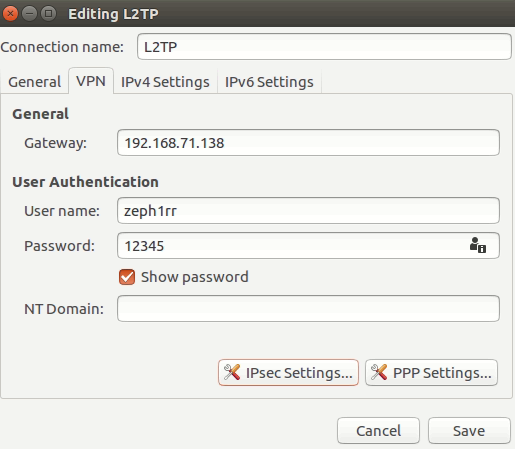 Editing L2TP
Connection name: L2TP
General VPN IPv4 Settings IPv6 Settings
General
Gateway: 192.168.71.138
User Authentication
User name: zeph1rr
Password: 12345
Show password
NT Domain:
IPsec Settings... PPP Settings...
Cancel Save